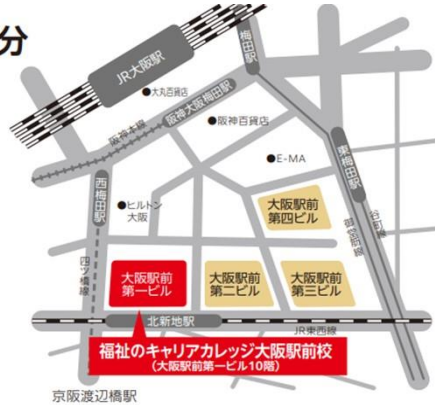 分
JR大阪駅
梅田駅
●大丸百貨店
阪神大阪梅田駅
阪神本線
●阪神百貨店
●E-MA
東梅田駅
西梅田駅
●ヒルトン
大阪
大阪駅前
第四ビル
御堂筋線
谷町線
四ツ橋線
大阪駅前
第一ビル
大阪駅前
第二ビル
大阪駅前
第三ビル
北新地駅
JR東西線
福祉のキャリアカレッジ大阪駅前校
(大阪駅前第一ビル10階)
京阪渡辺橋駅